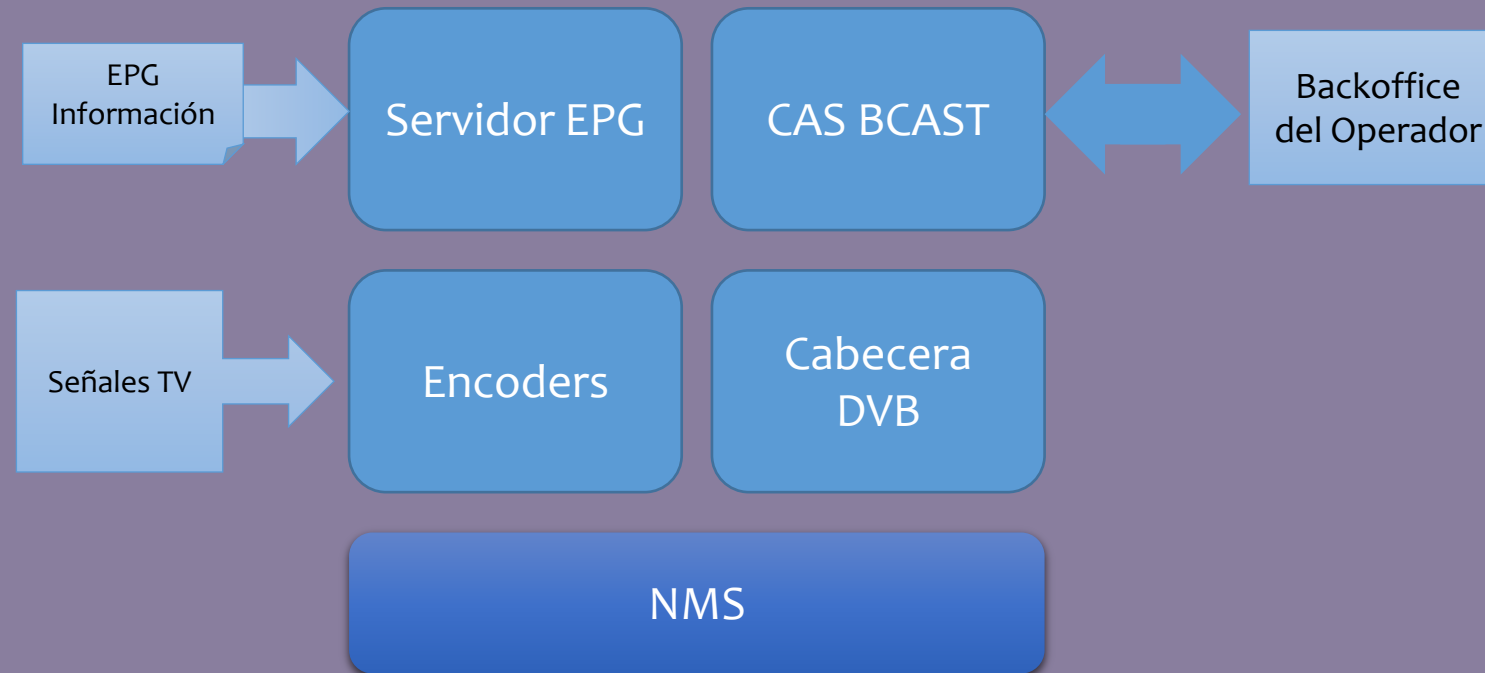 EPG
Información
Servidor EPG
CAS BCAST
Backoffice
del Operador
Señales TV
Encoders
Cabecera
DVB
NMS